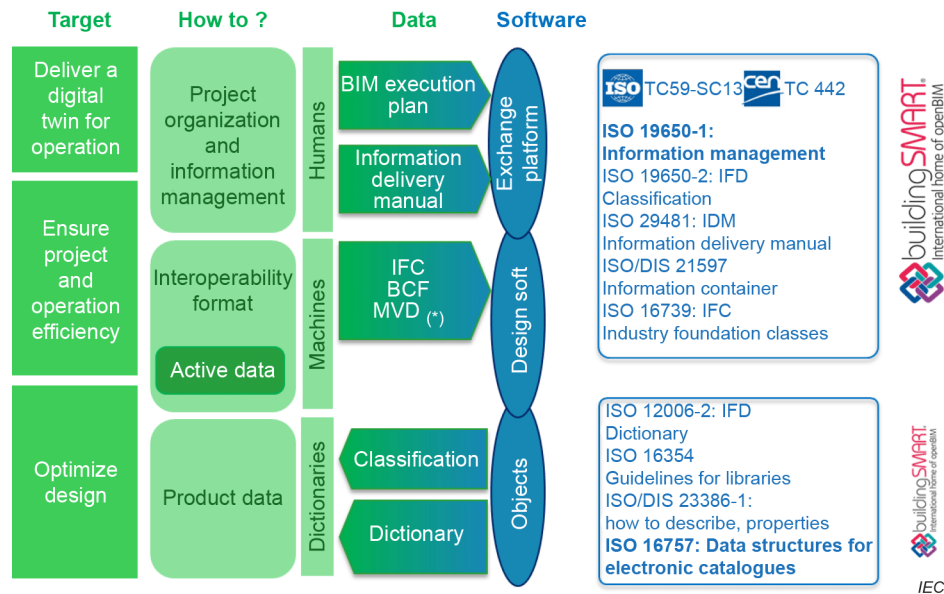 Target
How to ?
Data
Software
Deliver a
digital
twin for
operation
Ensure
project
and
operation
efficiency
Optimize
design
Project
organization
and
information
management
Interoperability
format
Active data
Product data
Humans
Machines
Dictionaries
BIM execution
plan
Information
delivery
manual
IFC
BCF
MVD (*)
Classification
Dictionary
Exchange
platform
Design soft
Objects
ISO TC59-SC13 cen TC 442
ISO 19650-1:
Information management
ISO 19650-2: IFD
Classification
ISO 29481: IDM
Information delivery manual
ISO/DIS 21597
Information container
ISO 16739: IFC
Industry foundation classes
buildingSMART.
International home of openBIM
ISO 12006-2: IFD
Dictionary
ISO 16354
Guidelines for libraries
ISO/DIS 23386-1:
how to describe, properties
ISO 16757: Data structures for
electronic catalogues
buildingSMART.
International home of openBIM
IEC